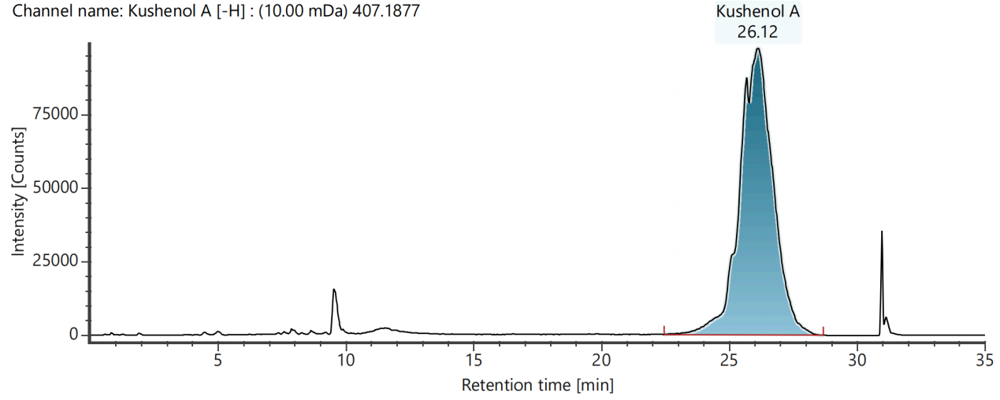 Channel name: Kushenol A [-H] : (10.00 mDa) 407.1877
Kushenol A
26.12
Intensity [Counts]
75000
50000
25000
0
5 10 15 20 25 30 35
Retention time [min]